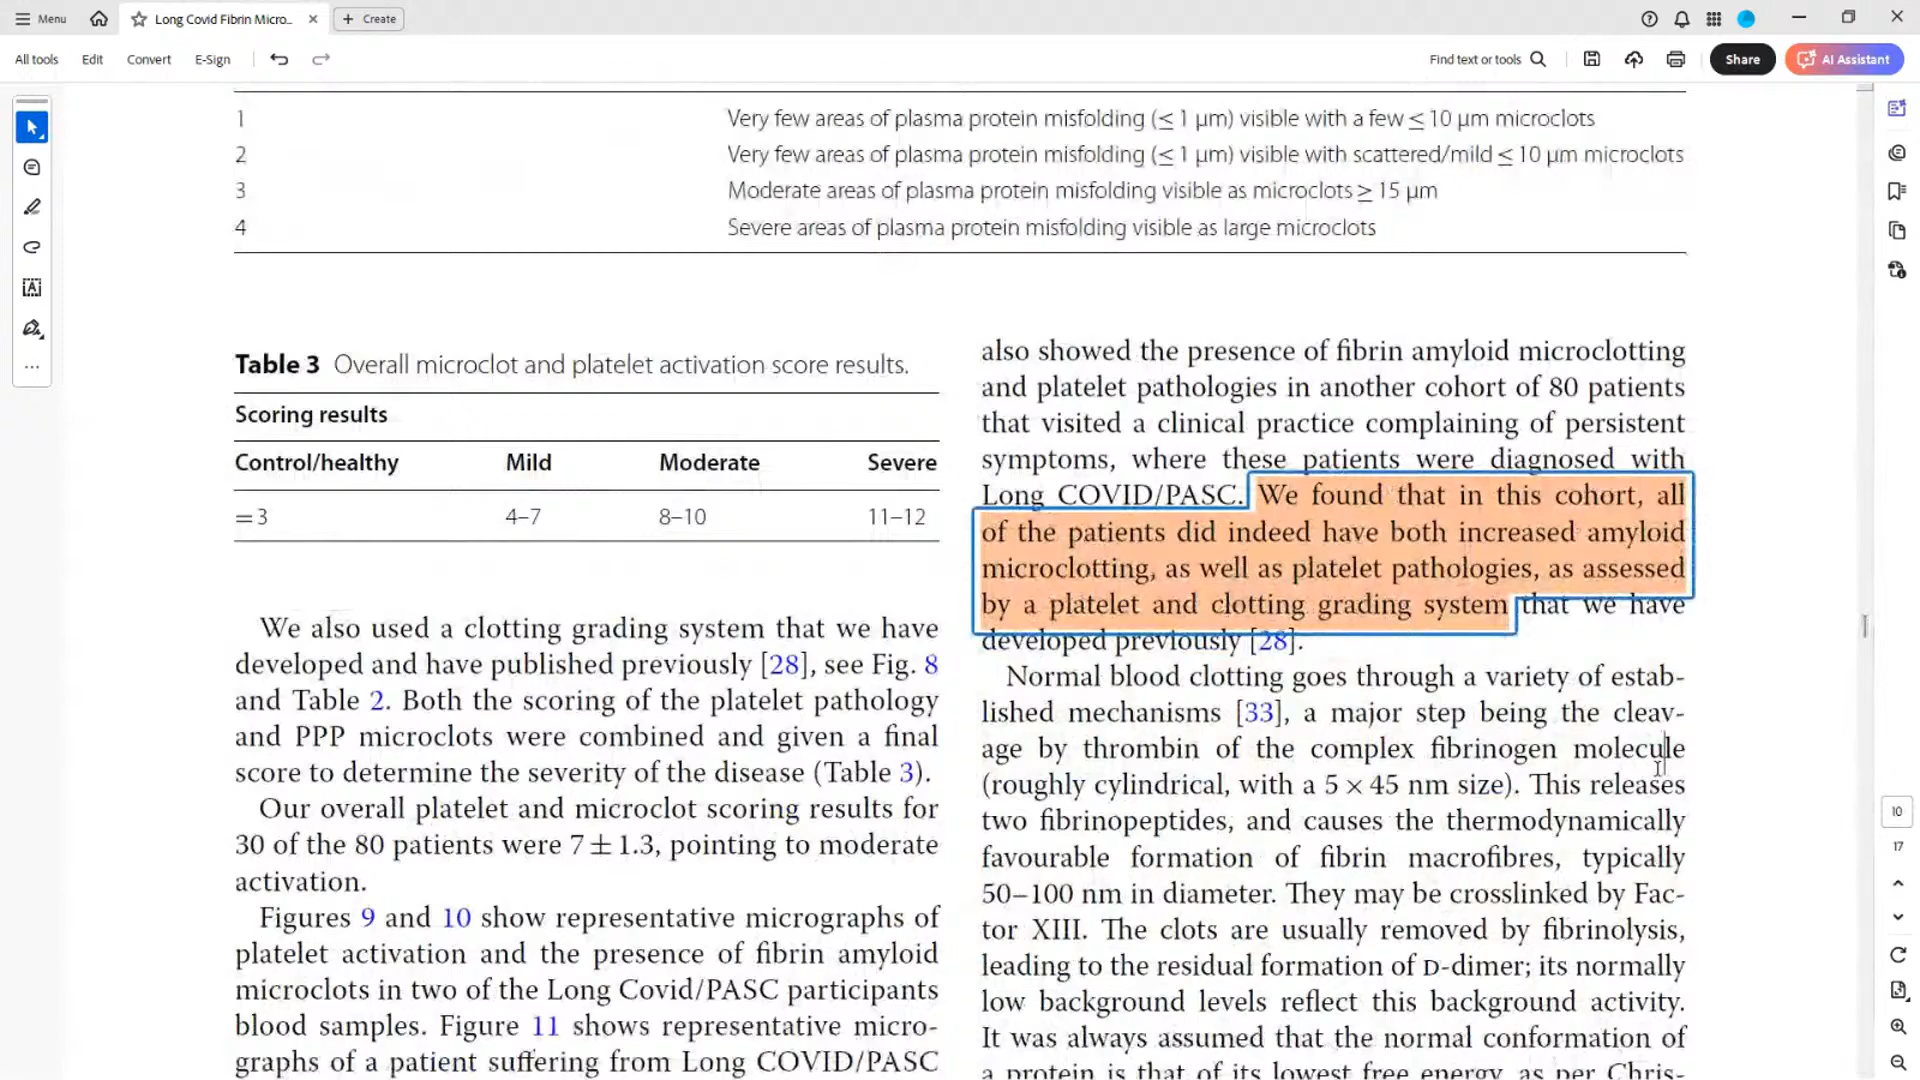 Menu
Long Covid Fibrin Micro...
Create
All tools
Edit
Convert
E-Sign
Find text or tools
Share
AI Assistant
1 Very few areas of plasma protein misfolding (≤ 1 µm) visible with a few ≤ 10 µm microclots
2 Very few areas of plasma protein misfolding (≤ 1 µm) visible with scattered/mild ≤ 10 µm microclots
3 Moderate areas of plasma protein misfolding visible as microclots ≥ 15 µm
4 Severe areas of plasma protein misfolding visible as large microclots
Table 3 Overall microclot and platelet activation score results.
Scoring results
Control/healthy Mild Moderate Severe
=3 4–7 8–10 11–12
We also used a clotting grading system that we have
developed and have published previously [28], see Fig. 8
and Table 2. Both the scoring of the platelet pathology
and PPP microclots were combined and given a final
score to determine the severity of the disease (Table 3).
Our overall platelet and microclot scoring results for
30 of the 80 patients were 7 ± 1.3, pointing to moderate
activation.
Figures 9 and 10 show representative micrographs of
platelet activation and the presence of fibrin amyloid
microclots in two of the Long Covid/PASC participants
blood samples. Figure 11 shows representative micro-
graphs of a patient suffering from Long COVID/PASC
also showed the presence of fibrin amyloid microclotting
and platelet pathologies in another cohort of 80 patients
that visited a clinical practice complaining of persistent
symptoms, where these patients were diagnosed with
Long COVID/PASC. We found that in this cohort, all
of the patients did indeed have both increased amyloid
microclotting, as well as platelet pathologies, as assessed
by a platelet and clotting grading system that we have
developed previously [28].
Normal blood clotting goes through a variety of estab-
lished mechanisms [33], a major step being the cleav-
age by thrombin of the complex fibrinogen molecule
(roughly cylindrical, with a 5 × 45 nm size). This releases
two fibrinopeptides, and causes the thermodynamically
favourable formation of fibrin macrofibres, typically
50–100 nm in diameter. They may be crosslinked by Fac-
tor XIII. The clots are usually removed by fibrinolysis,
leading to the residual formation of D-dimer; its normally
low background levels reflect this background activity.
It was always assumed that the normal conformation of
a protein is that of its lowest free energy, as per Chris-
10
17